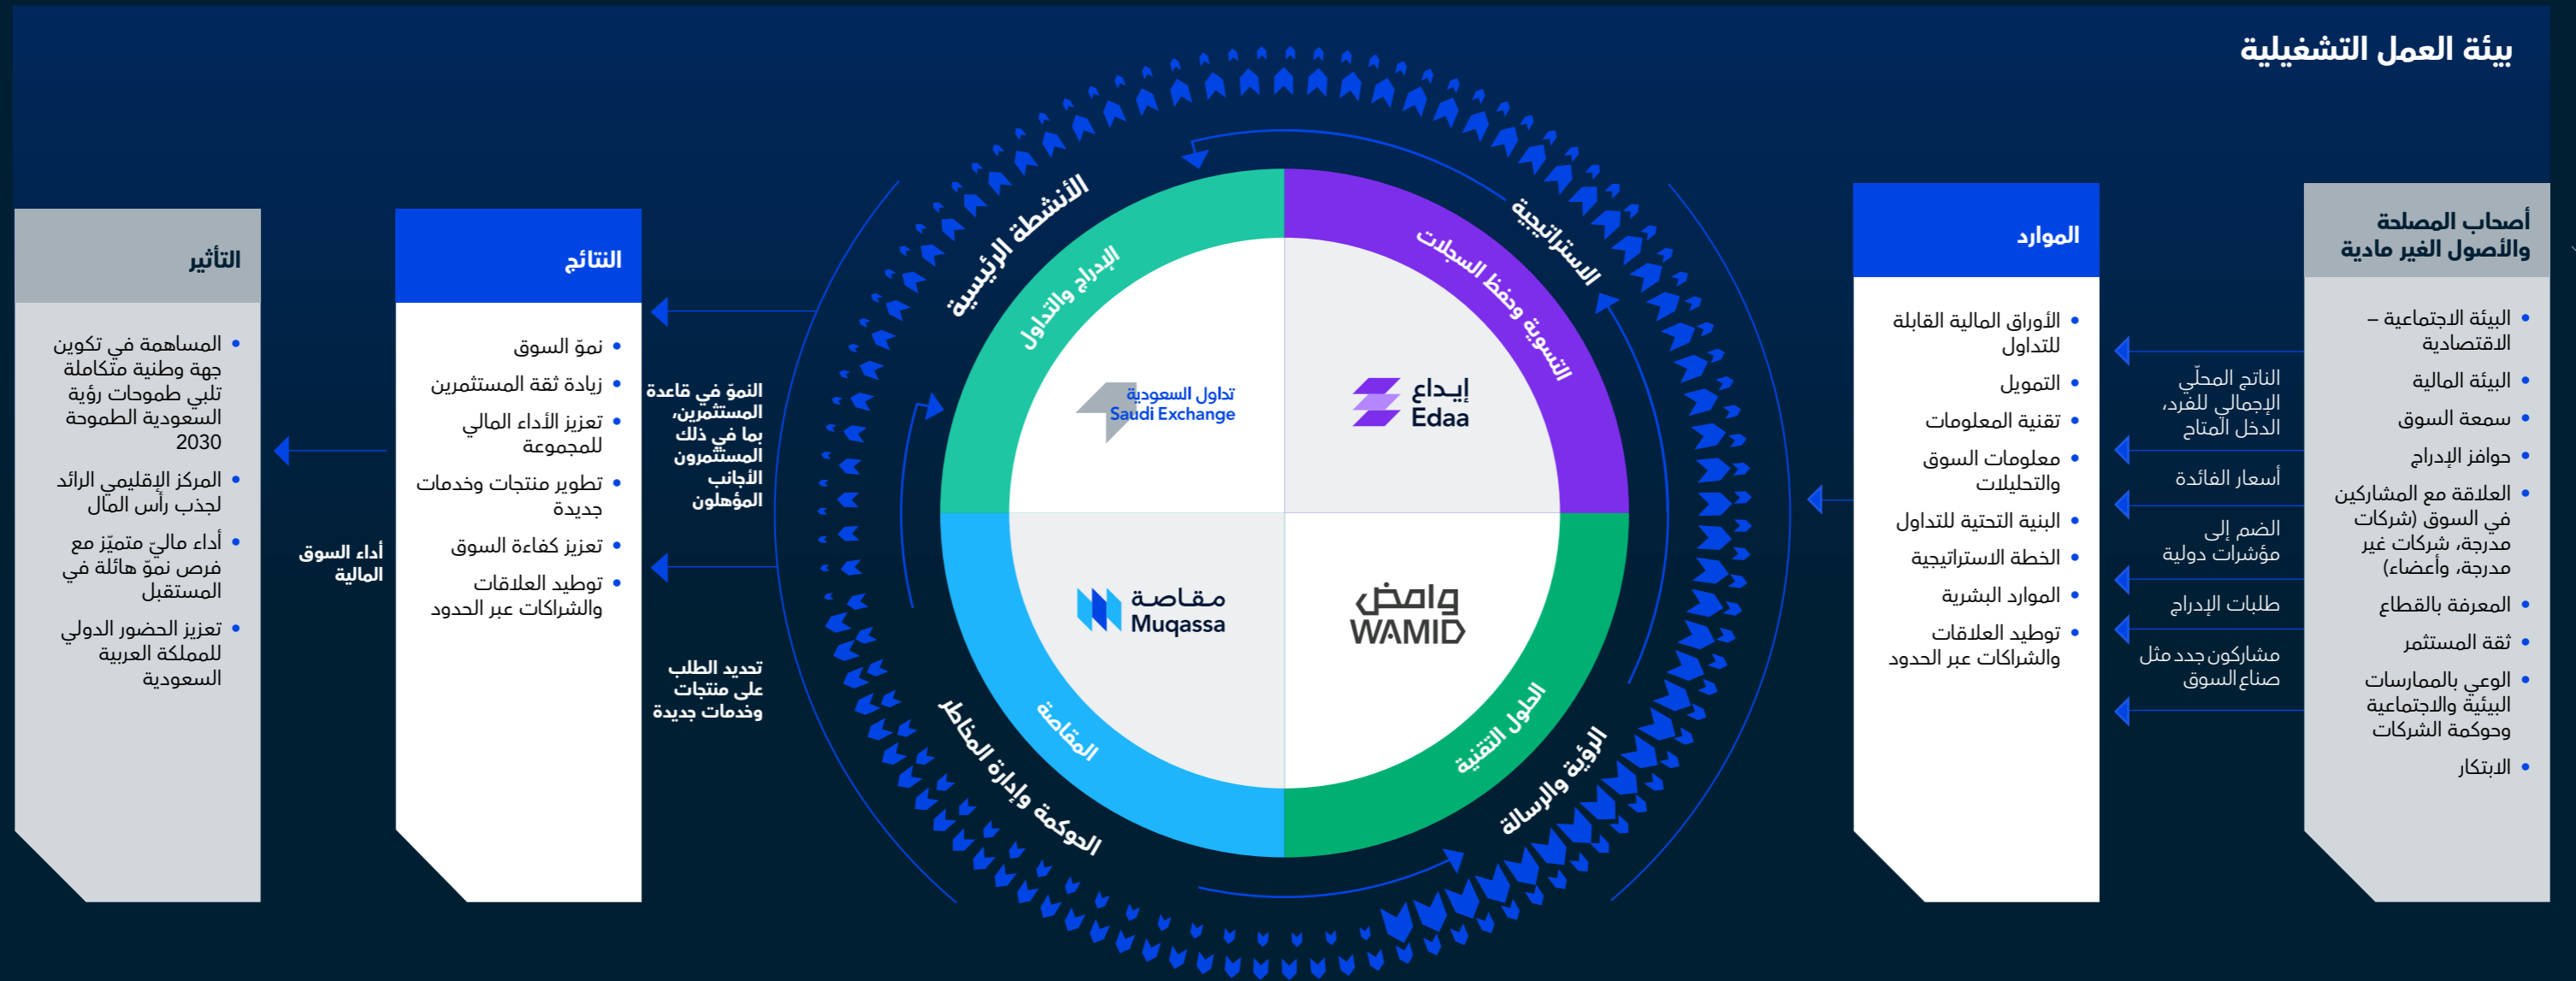 بيئة العمل التشغيلية
أصحاب المصلحة
والأصول الغير مادية
البيئة الاجتماعية –
الاقتصادية
البيئة المالية
سمعة السوق
حوافز الإدراج
العلاقة مع المشاركين
في السوق (شركات
مدرجة، شركات غير
مدرجة، وأعضاء)
المعرفة بالقطاع
ثقة المستثمر
الوعي بالممارسات
البيئية والاجتماعية
وحوكمة الشركات
الابتكار
الناتج المحلّي
الإجمالي للفرد،
الدخل المتاح
أسعار الفائدة
الضم إلى
مؤشرات دولية
طلبات الإدراج
مشاركون جدد مثل
صناع السوق
الموارد
الأوراق المالية القابلة
للتداول
التمويل
تقنية المعلومات
معلومات السوق
والتحليلات
البنية التحتية للتداول
الخطة الاستراتيجية
الموارد البشرية
توطيد العلاقات
والشراكات عبر الحدود
الاستراتيجية
الأنشطة الرئيسية
الرؤية والرسالة
الحوكمة وإدارة المخاطر
التسوية وحفظ السجلات
إيداع
Edaa
الإدراج والتداول
تداول السعودية
Saudi Exchange
الحلول التقنية
وامض
WAMID
المقاصة
مقاصة
Muqassa
النموّ في قاعدة
المستثمرين،
بما في ذلك
المستثمرون
الأجانب
المؤهلون
تحديد الطلب
على منتجات
وخدمات جديدة
النتائج
نموّ السوق
زيادة ثقة المستثمرين
تعزيز الأداء المالي
للمجموعة
تطوير منتجات وخدمات
جديدة
تعزيز كفاءة السوق
توطيد العلاقات
والشراكات عبر الحدود
أداء السوق
المالية
التأثير
المساهمة في تكوين
جهة وطنية متكاملة
تلبي طموحات رؤية
السعودية الطموحة
2030
المركز الإقليمي الرائد
لجذب رأس المال
أداء ماليّ متميّز مع
فرص نموّ هائلة في
المستقبل
تعزيز الحضور الدولي
للمملكة العربية
السعودية